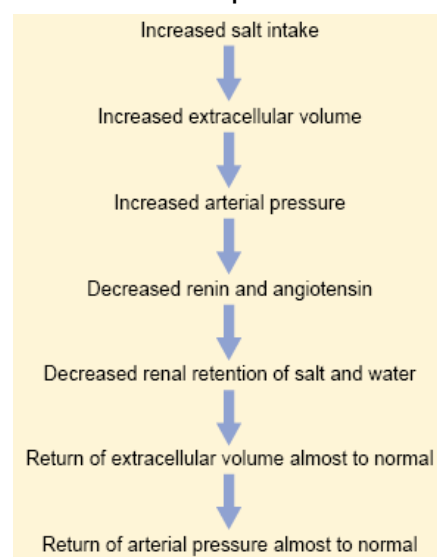 Increased salt intake
Increased extracellular volume
Increased arterial pressure
Decreased renin and angiotensin
Decreased renal retention of salt and water
Return of extracellular volume almost to normal
Return of arterial pressure almost to normal